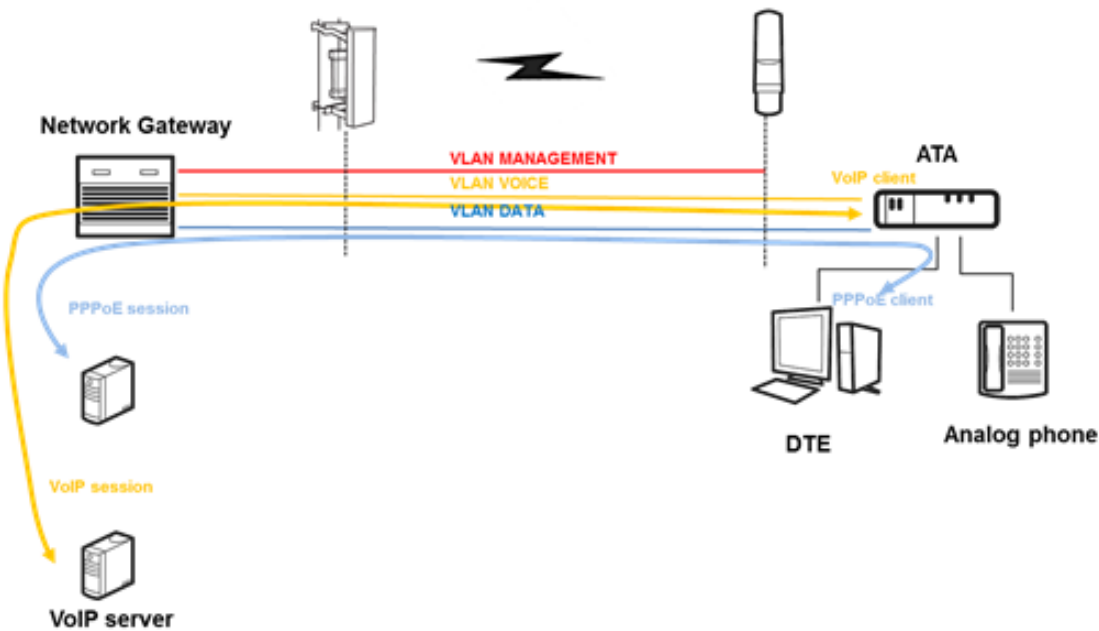 Network Gateway
VLAN MANAGEMENT
ATA
VLAN VOICE
VoIP client
VLAN DATA
PPPoE session
PPPoE client
DTE
Analog phone
VoIP session
VoIP server